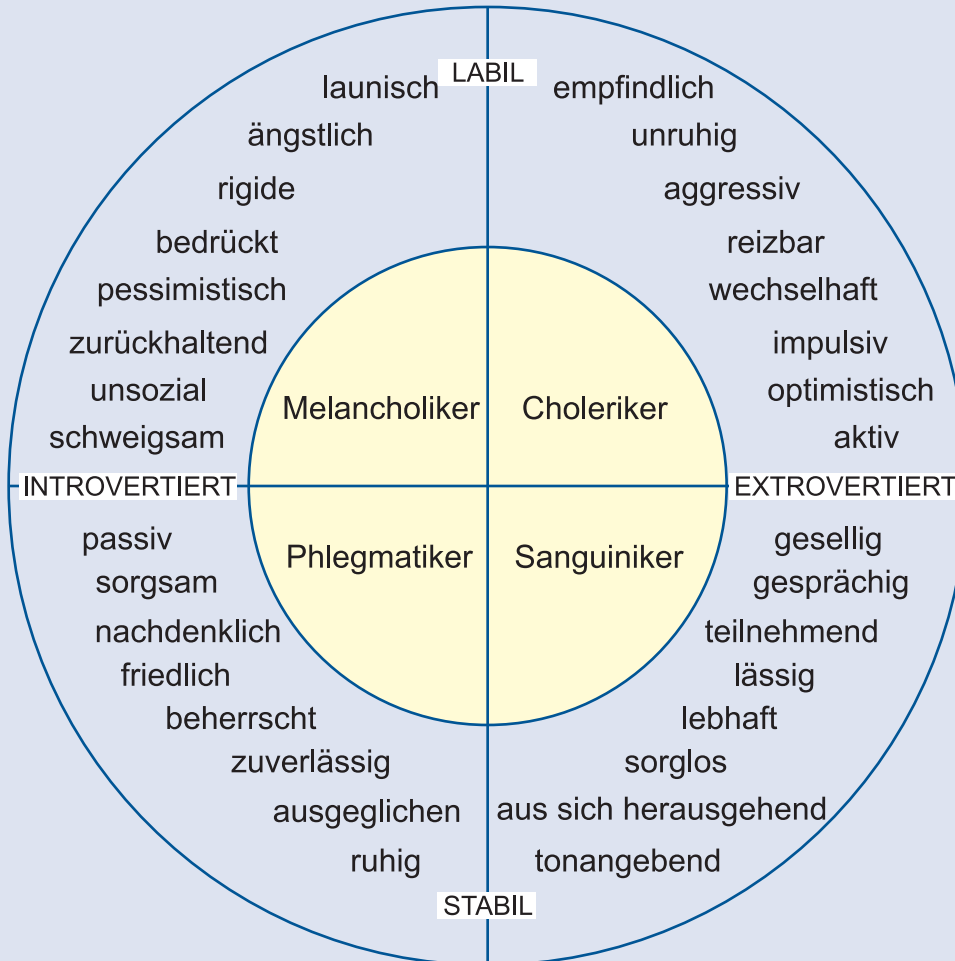 LABIL
launisch
ängstlich
rigide
bedrückt
pessimistisch
zurückhaltend
unsozial
schweigsam
empfindlich
unruhig
aggressiv
reizbar
wechselhaft
impulsiv
optimistisch
aktiv
Melancholiker
Choleriker
INTROVERTIERT
EXTROVERTIERT
Phlegmatiker
Sanguiniker
passiv
sorgsam
nachdenklich
friedlich
beherrscht
zuverlässig
ausgeglichen
ruhig
gesellig
gesprächig
teilnehmend
lässig
lebhaft
sorglos
aus sich herausgehend
tonangebend
STABIL